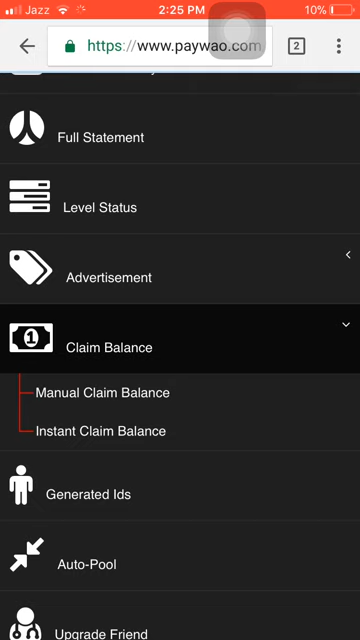 Jazz 2:25 PM 10%
https://www.paywao.com 2
Full Statement
Level Status
Advertisement
1 Claim Balance
Manual Claim Balance
Instant Claim Balance
Generated Ids
Auto-Pool
Upgrade Friend